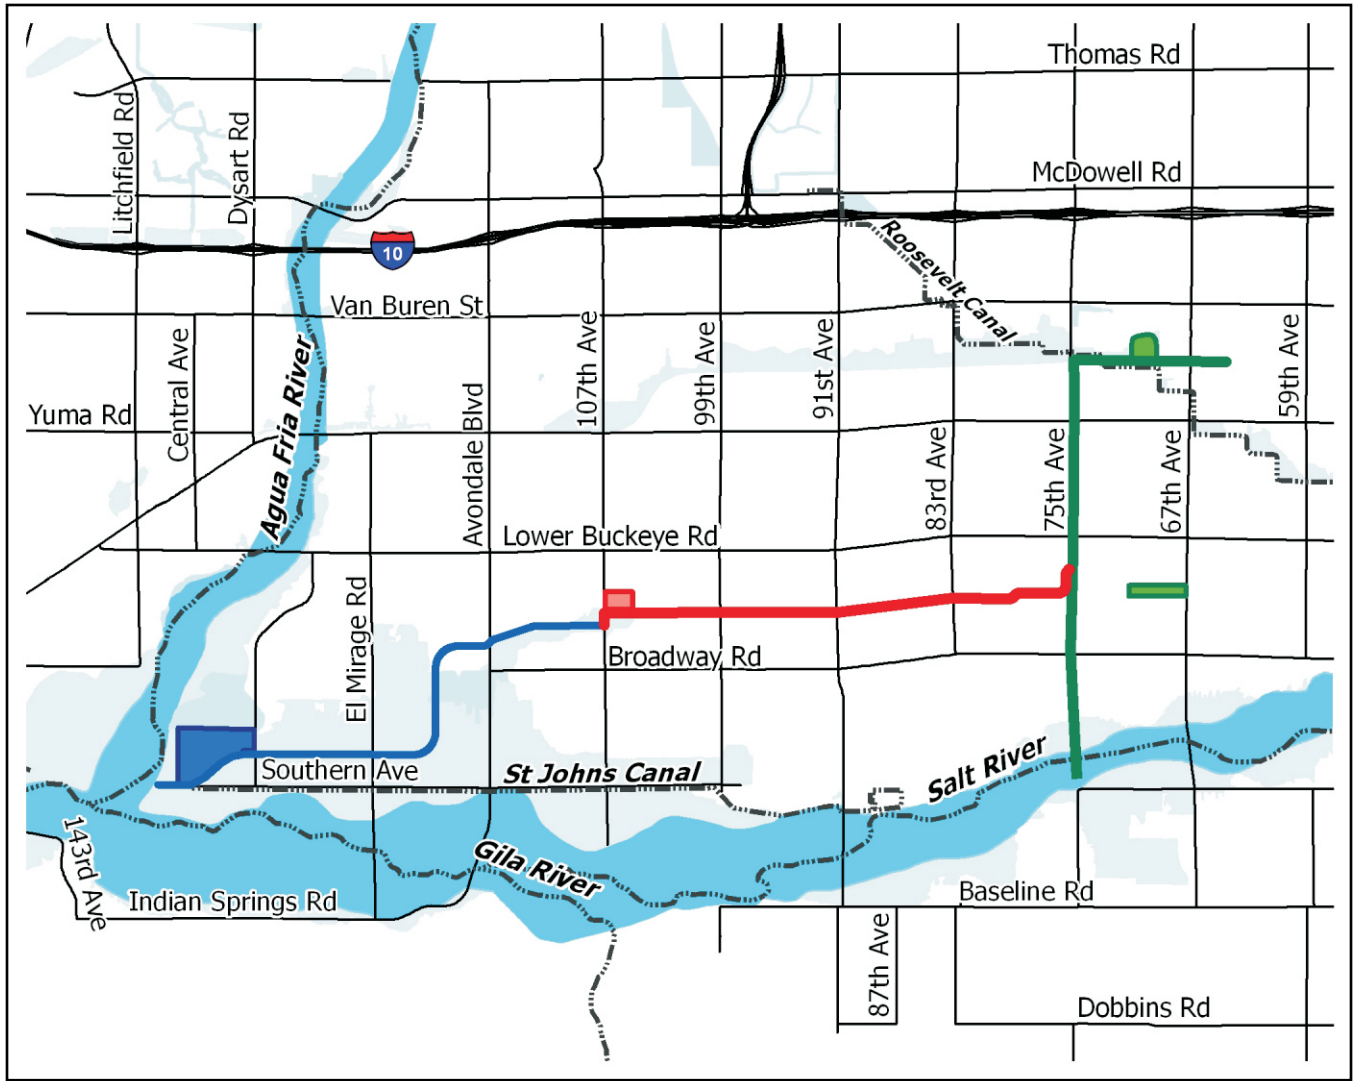 Thomas Rd
Litchfield Rd
Dysart Rd
McDowell Rd
10
Roosevelt Canal
Van Buren St
Central Ave
Agua Fria River
107th Ave
99th Ave
91st Ave
59th Ave
Yuma Rd
Avondale Blvd
83rd Ave
75th Ave
67th Ave
Lower Buckeye Rd
El Mirage Rd
Broadway Rd
Southern Ave
St Johns Canal
Salt River
143rd Ave
Gila River
Indian Springs Rd
Baseline Rd
87th Ave
Dobbins Rd